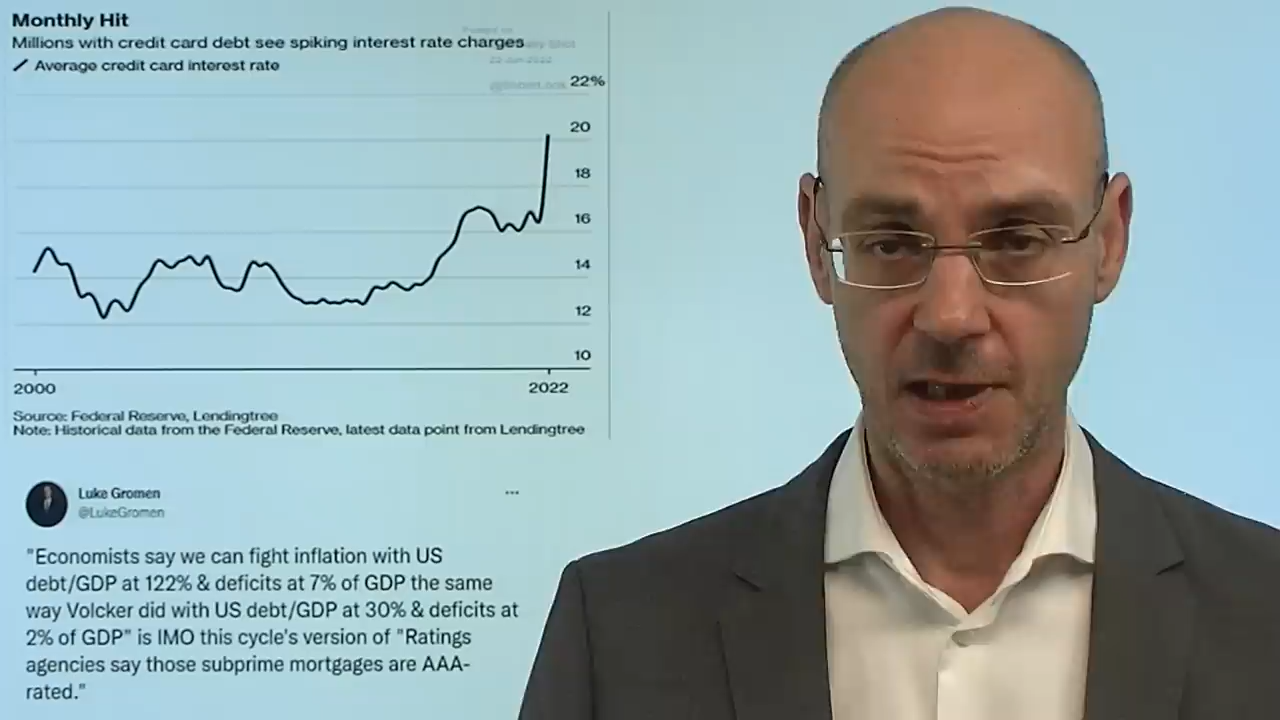 Monthly Hit
Millions with credit card debt see spiking interest rate charges
Average credit card interest rate
22%
20
18
16
14
12
10
2000 2022
Source: Federal Reserve, Lendingtree
Note: Historical data from the Federal Reserve, latest data point from Lendingtree
Luke Gromen
@LukeGromen
"Economists say we can fight inflation with US
debt/GDP at 122% & deficits at 7% of GDP the same
way Volcker did with US debt/GDP at 30% & deficits at
2% of GDP" is IMO this cycle's version of "Ratings
agencies say those subprime mortgages are AAA-
rated."